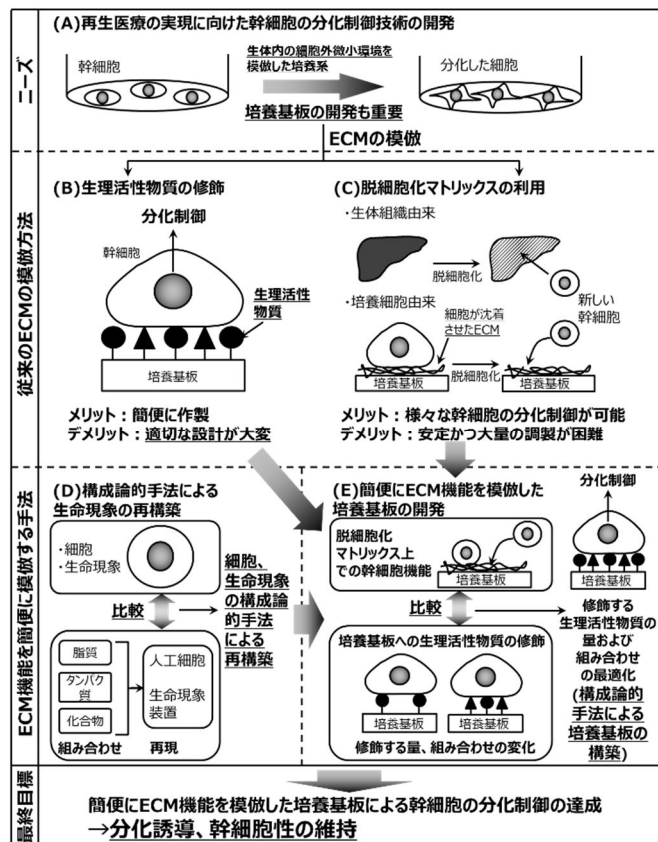 ニーズ
(A)再生医療の実現に向けた幹細胞の分化制御技術の開発
幹細胞
生体内の細胞外微小環境を
模倣した培養系
分化した細胞
培養基板の開発も重要
ECMの模倣
従来のECMの模倣方法
(B)生理活性物質の修飾
分化制御
幹細胞
生理活性
物質
培養基板
メリット：簡便に作製
デメリット：適切な設計が大変
(C)脱細胞化マトリックスの利用
・生体組織由来
脱細胞化
新しい
幹細胞
・培養細胞由来
細胞が沈着
させたECM
培養基板
脱細胞化
培養基板
メリット：様々な幹細胞の分化制御が可能
デメリット：安定かつ大量の調製が困難
ECM機能を簡便に模倣する手法
(D)構成論的手法による
生命現象の再構築
・細胞
・生命現象
比較
細胞、
生命現象
の構成論
的手法
による
再構築
脂質
タンパク
質
化合物
組み合わせ
人工細胞
生命現象
装置
再現
(E)簡便にECM機能を模倣した
培養基板の開発
脱細胞化
マトリックス上
での幹細胞機能
培養基板
比較
培養基板への生理活性物質の修飾
培養基板
培養基板
修飾する量、組み合わせの変化
分化制御
培養基板
修飾する
生理活性物質の
量および
組み合わせ
の最適化
(構成論的
手法による
培養基板の
構築)
最終目標
簡便にECM機能を模倣した培養基板による幹細胞の分化制御の達成
→分化誘導、幹細胞性の維持